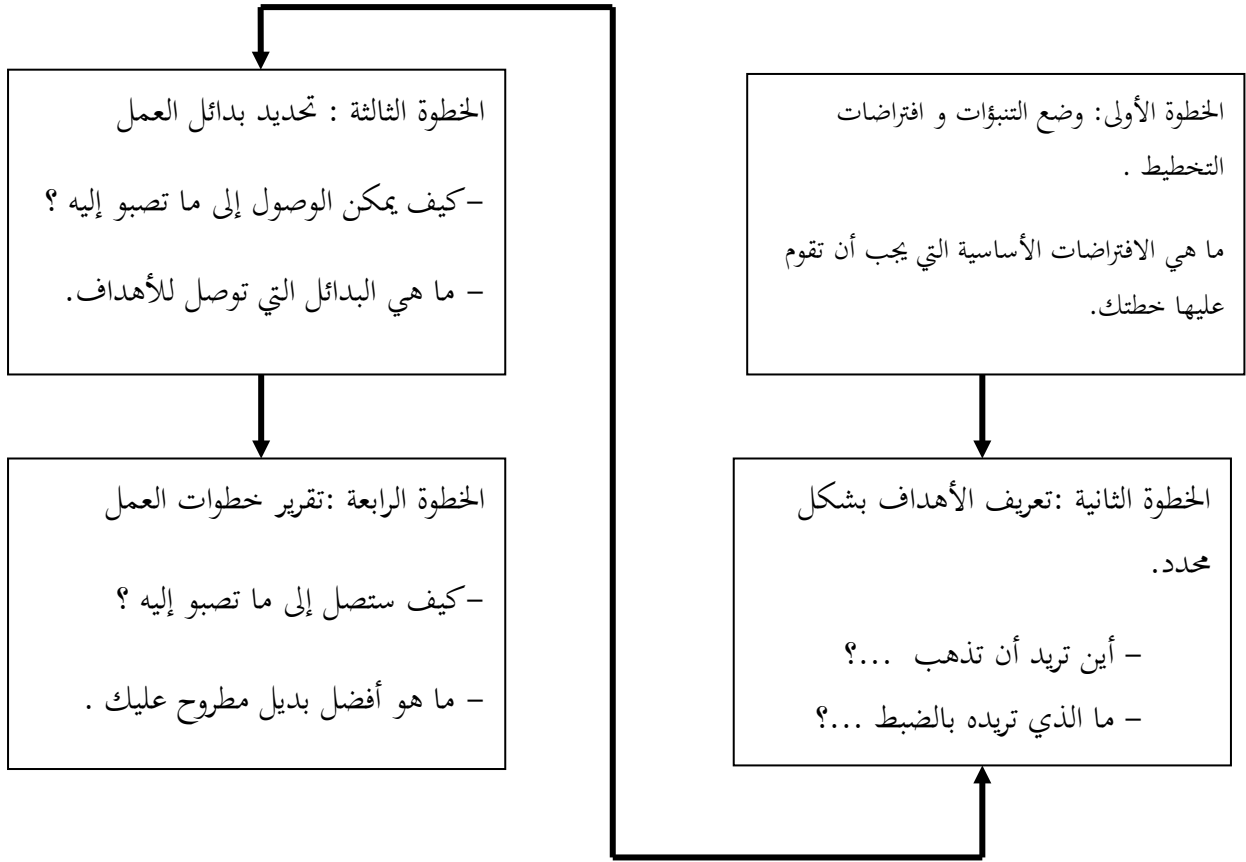 الخطوة الأولى: وضع التنبؤات و افتراضات
التخطيط .
ما هي الافتراضات الأساسية التي يجب أن تقوم
عليها خطتك.
الخطوة الثانية :تعريف الأهداف بشكل
محدد.
– أين تريد أن تذهب ...؟
– ما الذي تريده بالضبط ...؟
الخطوة الثالثة : تحديد بدائل العمل
–كيف يمكن الوصول إلى ما تصبو إليه ؟
– ما هي البدائل التي توصل للأهداف.
الخطوة الرابعة :تقرير خطوات العمل
–كيف ستصل إلى ما تصبو إليه ؟
– ما هو أفضل بديل مطروح عليك .